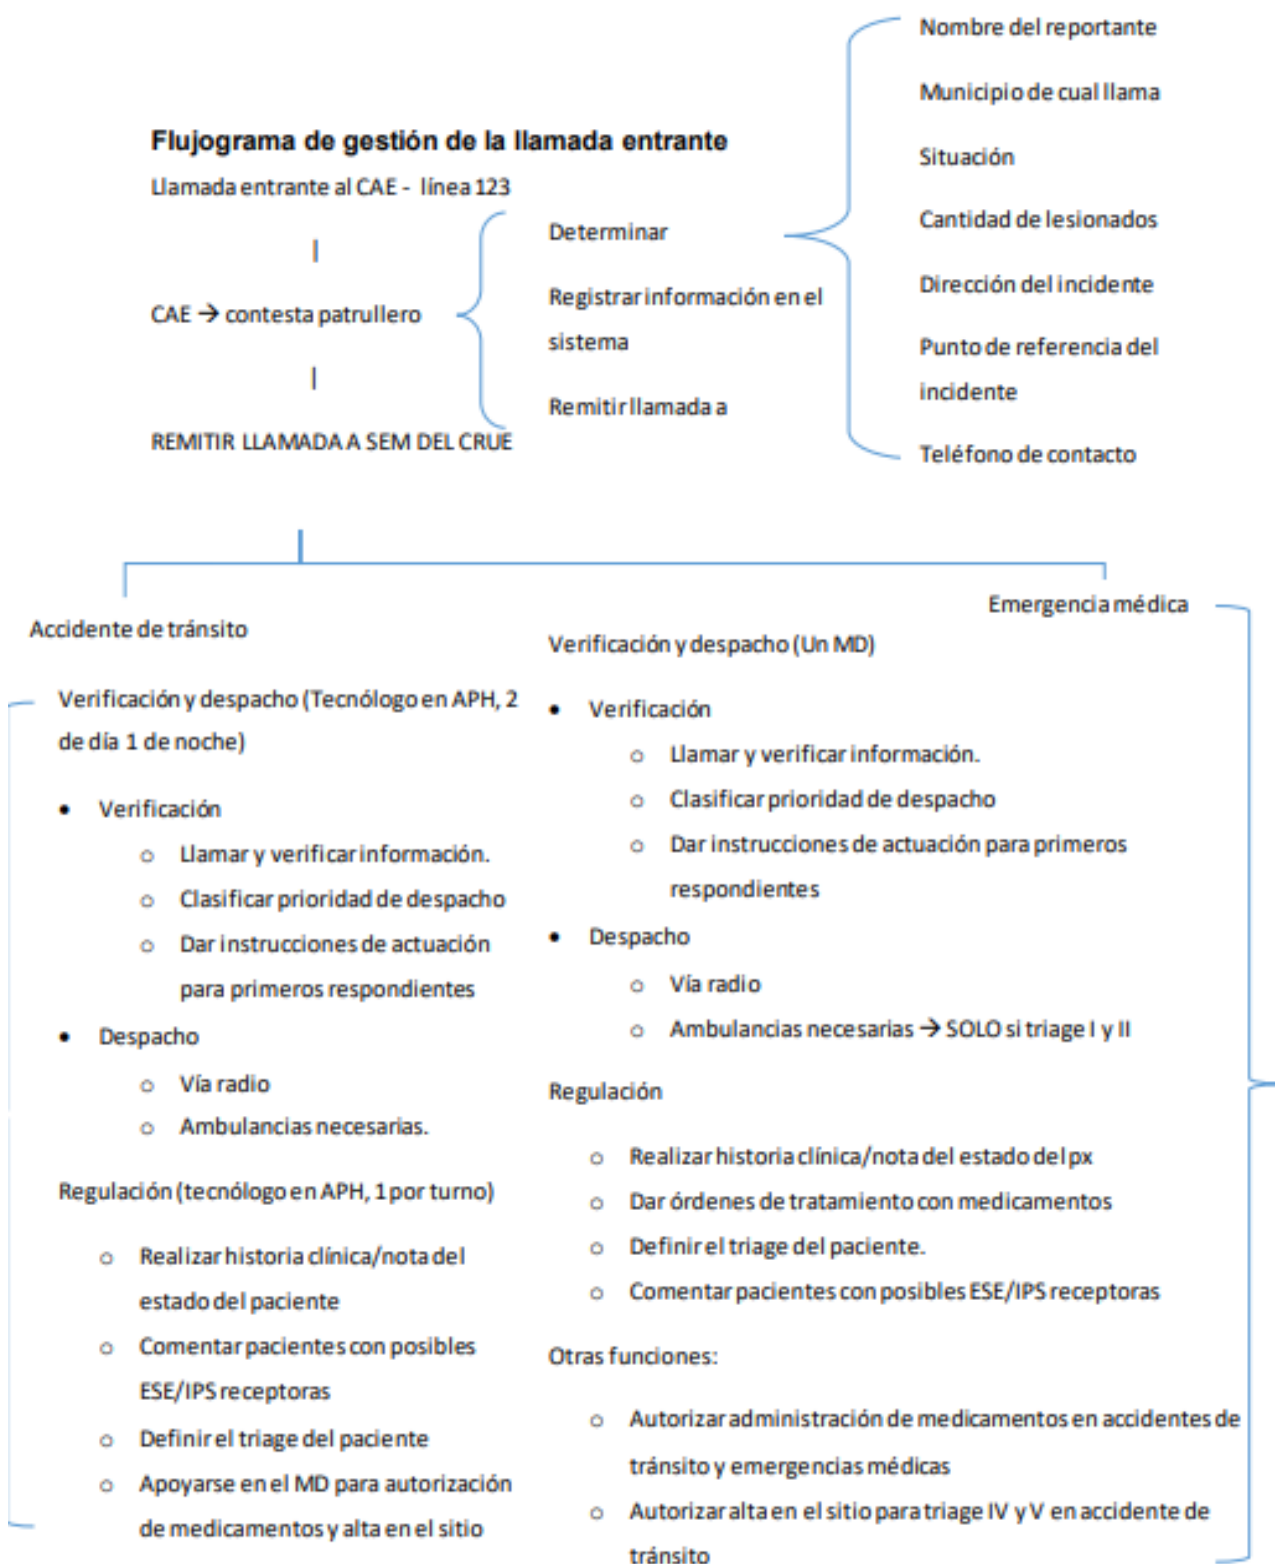 Flujograma de gestión de la llamada entrante
Llamada entrante al CAE - línea 123
|
CAE → contesta patrullero
|
REMITIR LLAMADA A SEM DEL CRUE
Determinar
Registrar información en el
sistema
Remitir llamada a
Nombre del reportante
Municipio de cual llama
Situación
Cantidad de lesionados
Dirección del incidente
Punto de referencia del
incidente
Teléfono de contacto
Accidente de tránsito
Verificación y despacho (Tecnólogo en APH, 2
de día 1 de noche)
• Verificación
o Llamar y verificar información.
o Clasificar prioridad de despacho
o Dar instrucciones de actuación
para primeros respondientes
• Despacho
o Vía radio
o Ambulancias necesarias.
Regulación (tecnólogo en APH, 1 por turno)
o Realizar historia clínica/nota del
estado del paciente
o Comentar pacientes con posibles
ESE/IPS receptoras
o Definir el triage del paciente
o Apoyarse en el MD para autorización
de medicamentos y alta en el sitio
Emergencia médica
Verificación y despacho (Un MD)
• Verificación
o Llamar y verificar información.
o Clasificar prioridad de despacho
o Dar instrucciones de actuación para primeros
respondientes
• Despacho
o Vía radio
o Ambulancias necesarias → SOLO si triage I y II
Regulación
o Realizar historia clínica/nota del estado del px
o Dar órdenes de tratamiento con medicamentos
o Definir el triage del paciente.
o Comentar pacientes con posibles ESE/IPS receptoras
Otras funciones:
o Autorizar administración de medicamentos en accidentes de
tránsito y emergencias médicas
o Autorizar alta en el sitio para triage IV y V en accidente de
tránsito